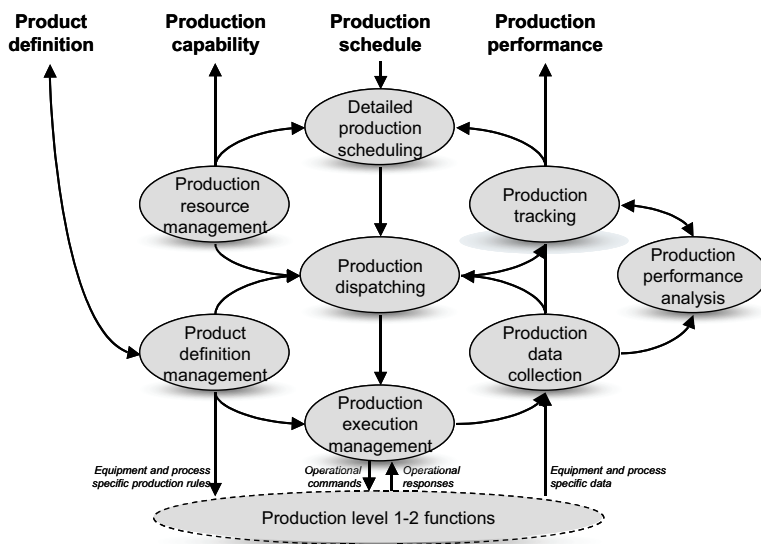 Product
definition
Production
capability
Production
schedule
Production
performance
Detailed
production
scheduling
Production
resource
management
Production
tracking
Production
dispatching
Production
performance
analysis
Product
definition
management
Production
data
collection
Production
execution
management
Equipment and process
specific production rules
Operational
commands
Operational
responses
Equipment and process
specific data
Production level 1-2 functions